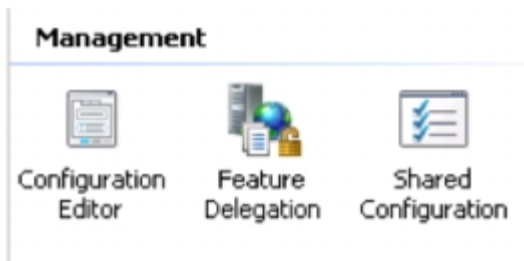 Management
Configuration Editor
Feature Delegation
Shared Configuration